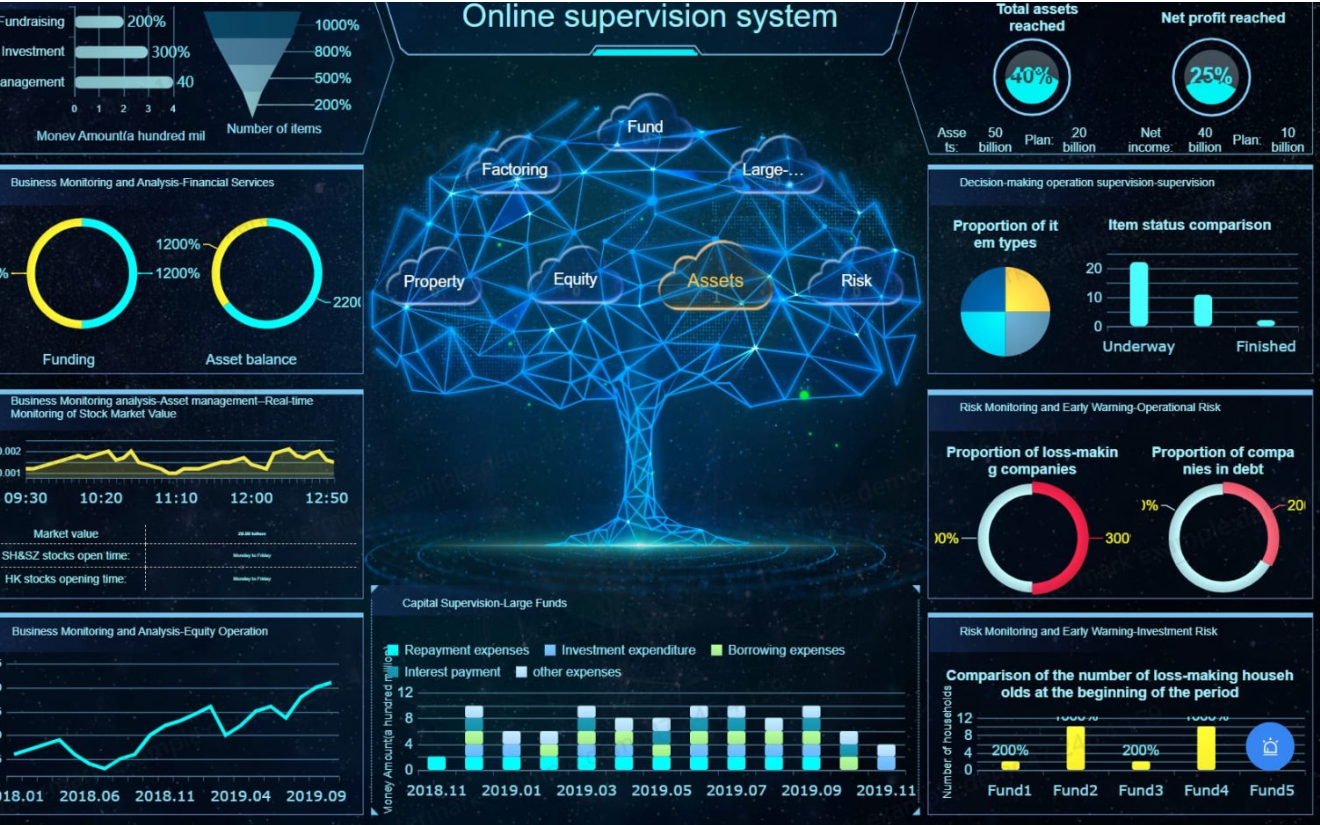 Online supervision system
Fundraising
200%
Investment
300%
anagement
40
0 1 2 3 4
Money Amount(a hundred mil
1000%
800%
500%
200%
Number of items
Total assets
reached
Net profit reached
40%
25%
Asse
ts:
50
billion
Plan:
20
billion
Net
income:
40
billion
Plan:
10
billion
Business Monitoring and Analysis-Financial Services
%
1200%
Funding
1200%
2200
Asset balance
Fund
Factoring
Large-...
Property
Equity
Assets
Risk
Decision-making operation supervision-supervision
Proportion of it
em types
Item status comparison
20
10
0
Underway
Finished
Business Monitoring analysis-Asset management--Real-time
Monitoring of Stock Market Value
0.002
0.001
09:30 10:20 11:10 12:00 12:50
Market value
SH&SZ stocks open time:
Monday to Friday
HK stocks opening time:
Monday to Friday
Risk Monitoring and Early Warning-Operational Risk
Proportion of loss-makin
g companies
Proportion of compa
nies in debt
00%
300
0%
20
Business Monitoring and Analysis-Equity Operation
018.01 2018.06 2018.11 2019.04 2019.09
Capital Supervision-Large Funds
Repayment expenses
Investment expenditure
Borrowing expenses
Interest payment
other expenses
Money Amount(a hundred million)
12
8
4
0
2018.11 2019.01 2019.03 2019.05 2019.07 2019.09 2019.11
Risk Monitoring and Early Warning-Investment Risk
Comparison of the number of loss-making househ
olds at the beginning of the period
Number of households
12
8
4
0
200%
1000%
200%
1000%
Fund1 Fund2 Fund3 Fund4 Fund5